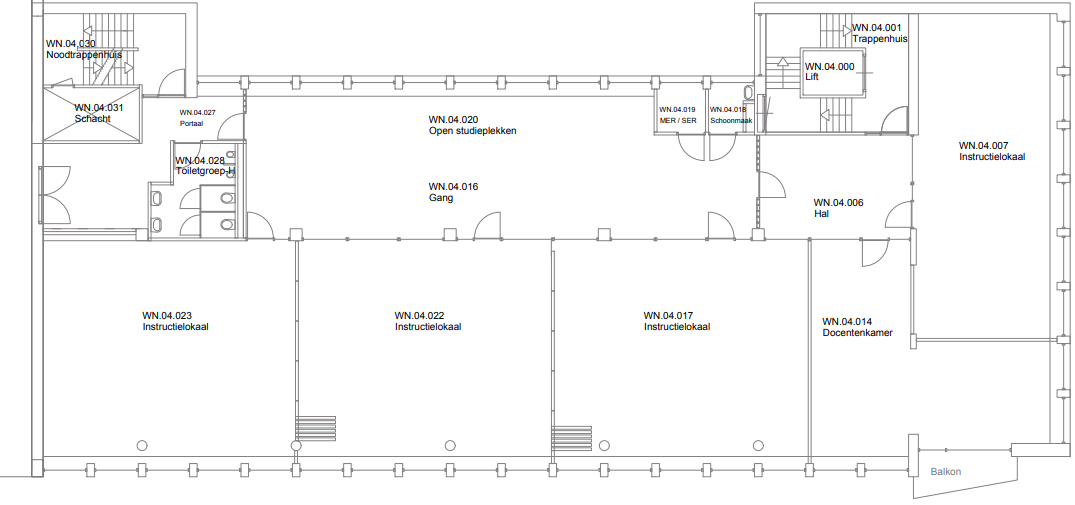 WN.04.030
Noodtrappenhuis
WN.04.001
Trappenhuis
WN.04.000
Lift
WN.04.031
Schacht
WN.04.027
Portaal
WN.04.020
Open studieplekken
WN.04.019
MER / SER
WN.04.018
Schoonmaak
WN.04.007
Instructielokaal
WN.04.028
Toiletgroep-H
WN.04.016
Gang
WN.04.006
Hal
WN.04.023
Instructielokaal
WN.04.022
Instructielokaal
WN.04.017
Instructielokaal
WN.04.014
Docentenkamer
Balkon